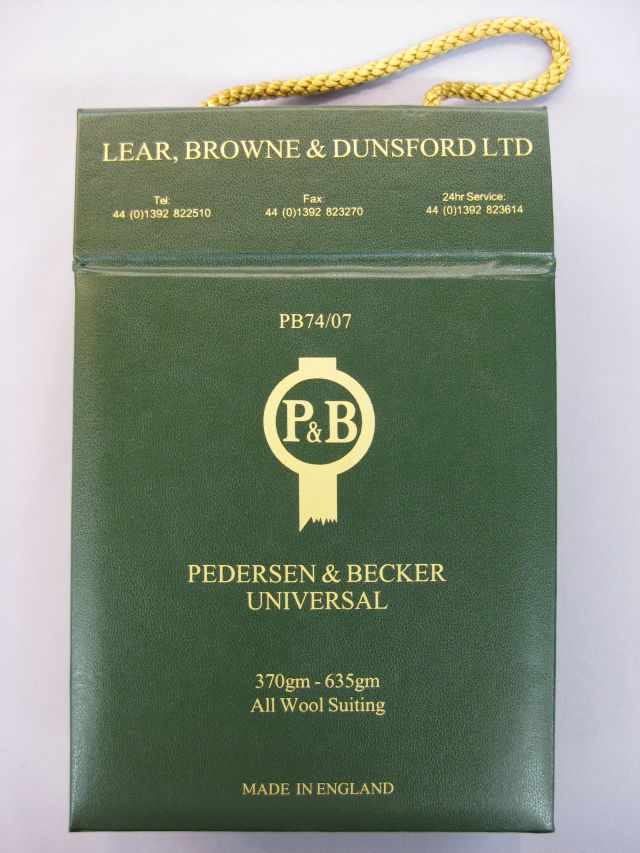 LEAR, BROWNE & DUNSFORD LTD
Tel: Fax: 24hr Service:
44 (0)1392 822510 44 (0)1392 823270 44 (0)1392 823614
PB74/07
P&B
PEDERSEN & BECKER
UNIVERSAL
370gm - 635gm
All Wool Suiting
MADE IN ENGLAND